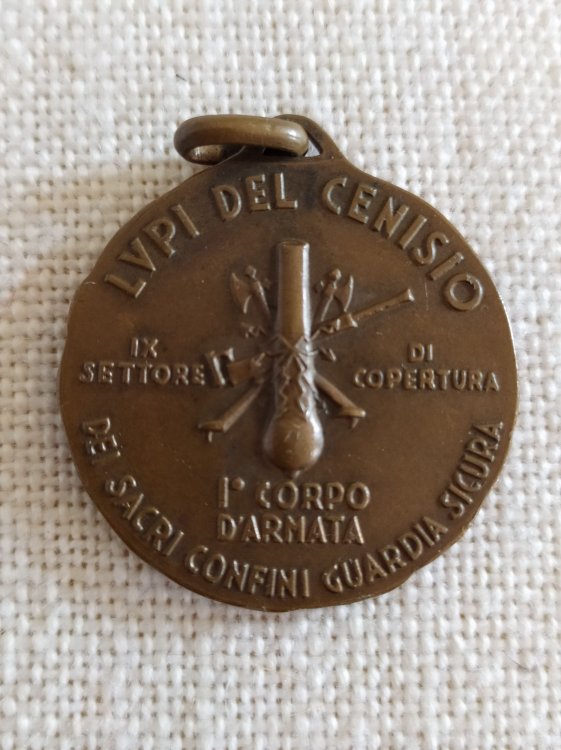 LVPI DEL CENISIO
IX
SETTORE
DI
COPERTURA
I° CORPO
D'ARMATA
DEI SACRI CONFINI GUARDIA SICURA